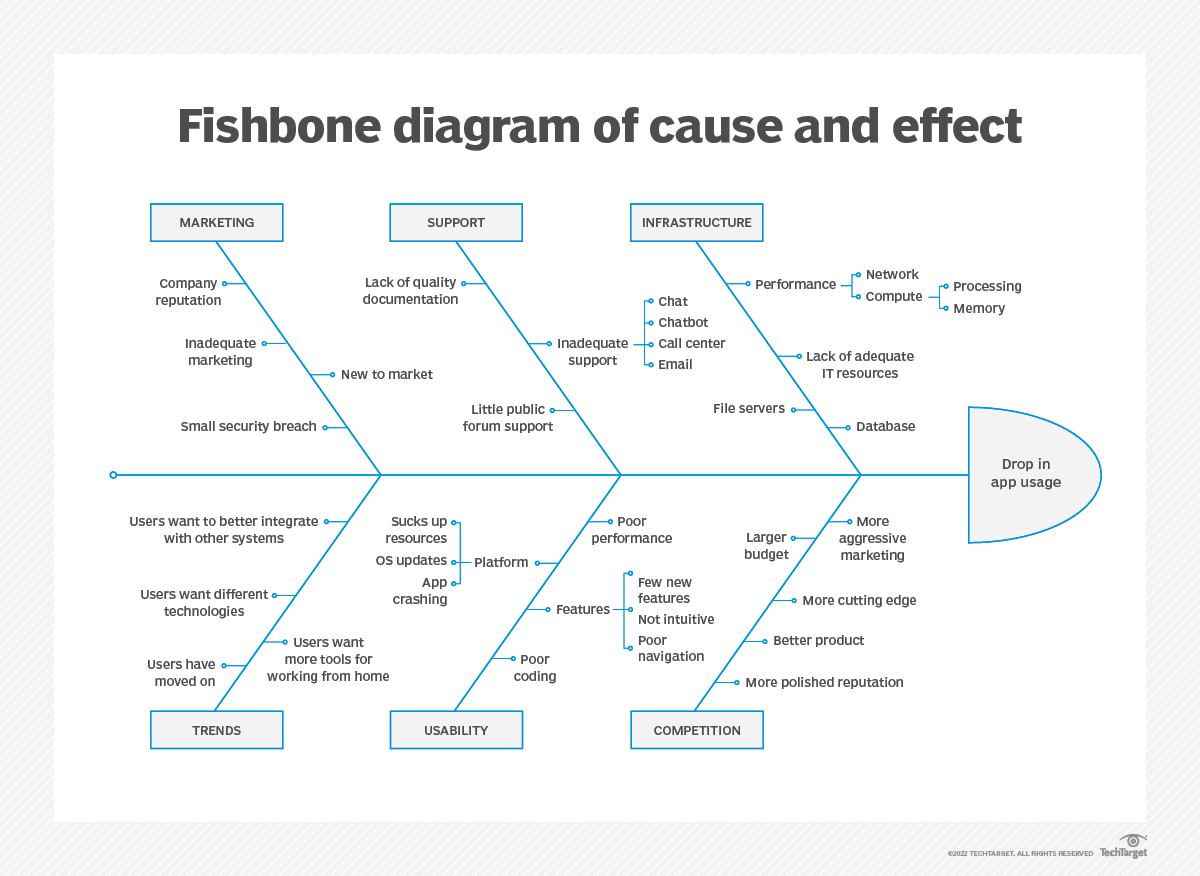 Fishbone diagram of cause and effect
MARKETING
Company
reputation
Inadequate
marketing
New to market
Small security breach
SUPPORT
Lack of quality
documentation
Inadequate
support
Chat
Chatbot
Call center
Email
Little public
forum support
INFRASTRUCTURE
Performance
Network
Compute
Processing
Memory
Lack of adequate
IT resources
File servers
Database
Drop in
app usage
Users want to better integrate
with other systems
Users want different
technologies
Users want
more tools for
working from home
Users have
moved on
TRENDS
Poor
performance
Platform
Sucks up
resources
OS updates
App
crashing
Features
Few new
features
Not intuitive
Poor
navigation
Poor
coding
USABILITY
More
aggressive
marketing
Larger
budget
More cutting edge
Better product
More polished reputation
COMPETITION
©2022 TECHTARGET. ALL RIGHTS RESERVED
TechTarget